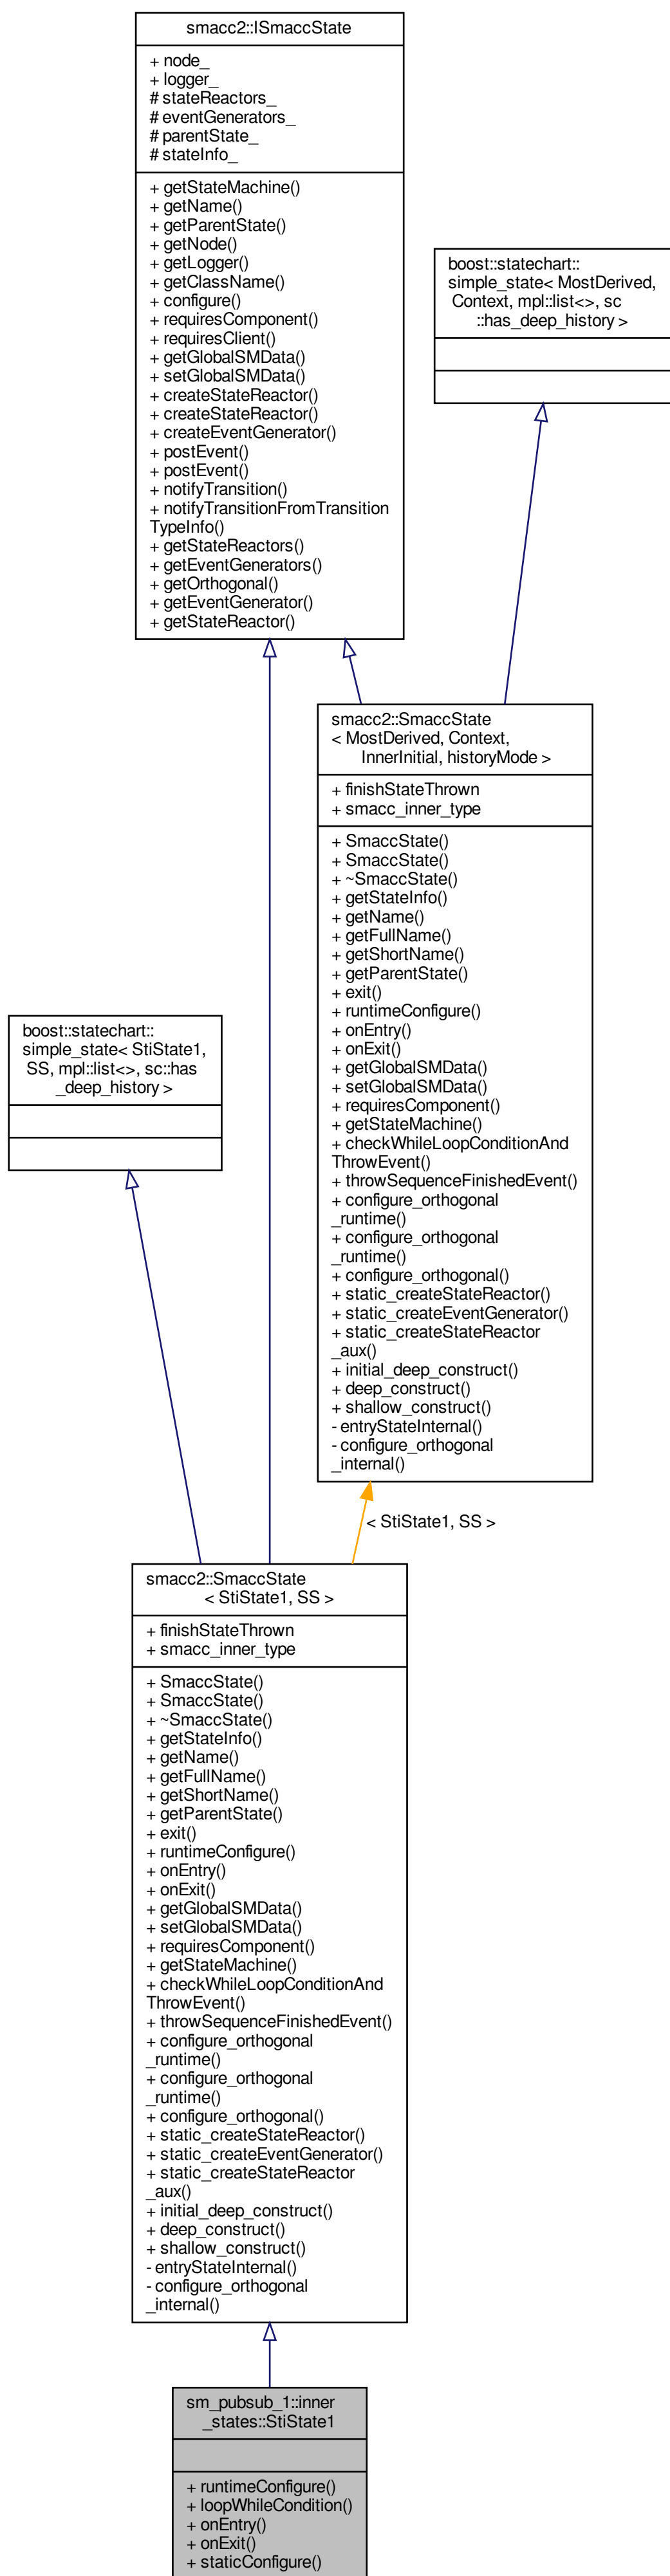 smacc2::ISmaccState
+ node_
+ logger_
# stateReactors_
# eventGenerators_
# parentState_
# stateInfo_
+ getStateMachine()
+ getName()
+ getParentState()
+ getNode()
+ getLogger()
+ getClassName()
+ configure()
+ requiresComponent()
+ requiresClient()
+ getGlobalSMData()
+ setGlobalSMData()
+ createStateReactor()
+ createStateReactor()
+ createEventGenerator()
+ postEvent()
+ postEvent()
+ notifyTransition()
+ notifyTransitionFromTransition
TypeInfo()
+ getStateReactors()
+ getEventGenerators()
+ getOrthogonal()
+ getEventGenerator()
+ getStateReactor()
boost::statechart::
simple_state< MostDerived,
Context, mpl::list<>, sc
::has_deep_history >
smacc2::SmaccState
< MostDerived, Context,
InnerInitial, historyMode >
+ finishStateThrown
+ smacc_inner_type
+ SmaccState()
+ SmaccState()
+ ~SmaccState()
+ getStateInfo()
+ getName()
+ getFullName()
+ getShortName()
+ getParentState()
+ exit()
+ runtimeConfigure()
+ onEntry()
+ onExit()
+ getGlobalSMData()
+ setGlobalSMData()
+ requiresComponent()
+ getStateMachine()
+ checkWhileLoopConditionAnd
ThrowEvent()
+ throwSequenceFinishedEvent()
+ configure_orthogonal
_runtime()
+ configure_orthogonal
_runtime()
+ configure_orthogonal()
+ static_createStateReactor()
+ static_createEventGenerator()
+ static_createStateReactor
_aux()
+ initial_deep_construct()
+ deep_construct()
+ shallow_construct()
- entryStateInternal()
- configure_orthogonal
_internal()
boost::statechart::
simple_state< StiState1,
SS, mpl::list<>, sc::has
_deep_history >
< StiState1, SS >
smacc2::SmaccState
< StiState1, SS >
+ finishStateThrown
+ smacc_inner_type
+ SmaccState()
+ SmaccState()
+ ~SmaccState()
+ getStateInfo()
+ getName()
+ getFullName()
+ getShortName()
+ getParentState()
+ exit()
+ runtimeConfigure()
+ onEntry()
+ onExit()
+ getGlobalSMData()
+ setGlobalSMData()
+ requiresComponent()
+ getStateMachine()
+ checkWhileLoopConditionAnd
ThrowEvent()
+ throwSequenceFinishedEvent()
+ configure_orthogonal
_runtime()
+ configure_orthogonal
_runtime()
+ configure_orthogonal()
+ static_createStateReactor()
+ static_createEventGenerator()
+ static_createStateReactor
_aux()
+ initial_deep_construct()
+ deep_construct()
+ shallow_construct()
- entryStateInternal()
- configure_orthogonal
_internal()
sm_pubsub_1::inner
_states::StiState1
+ runtimeConfigure()
+ loopWhileCondition()
+ onEntry()
+ onExit()
+ staticConfigure()